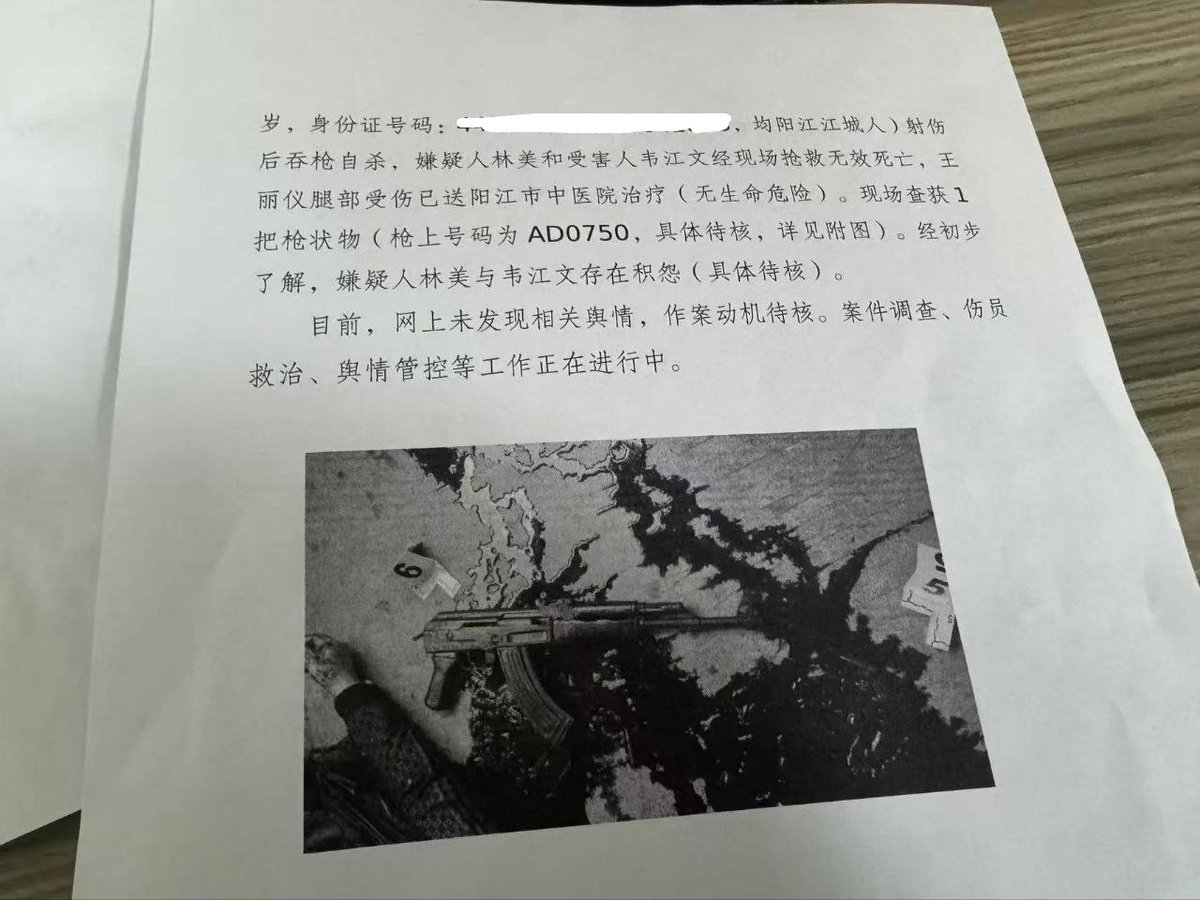 岁，身份证号码：，均阳江江城人）射伤
后吞枪自杀，嫌疑人林美和受害人韦江文经现场抢救无效死亡，王
丽仪腿部受伤已送阳江市中医院治疗（无生命危险）。现场查获1
把枪状物（枪上号码为 AD0750，具体待核，详见附图）。经初步
了解，嫌疑人林美与韦江文存在积怨（具体待核）。
目前，网上未发现相关舆情，作案动机待核。案件调查、伤员
救治、舆情管控等工作正在进行中。
6
5